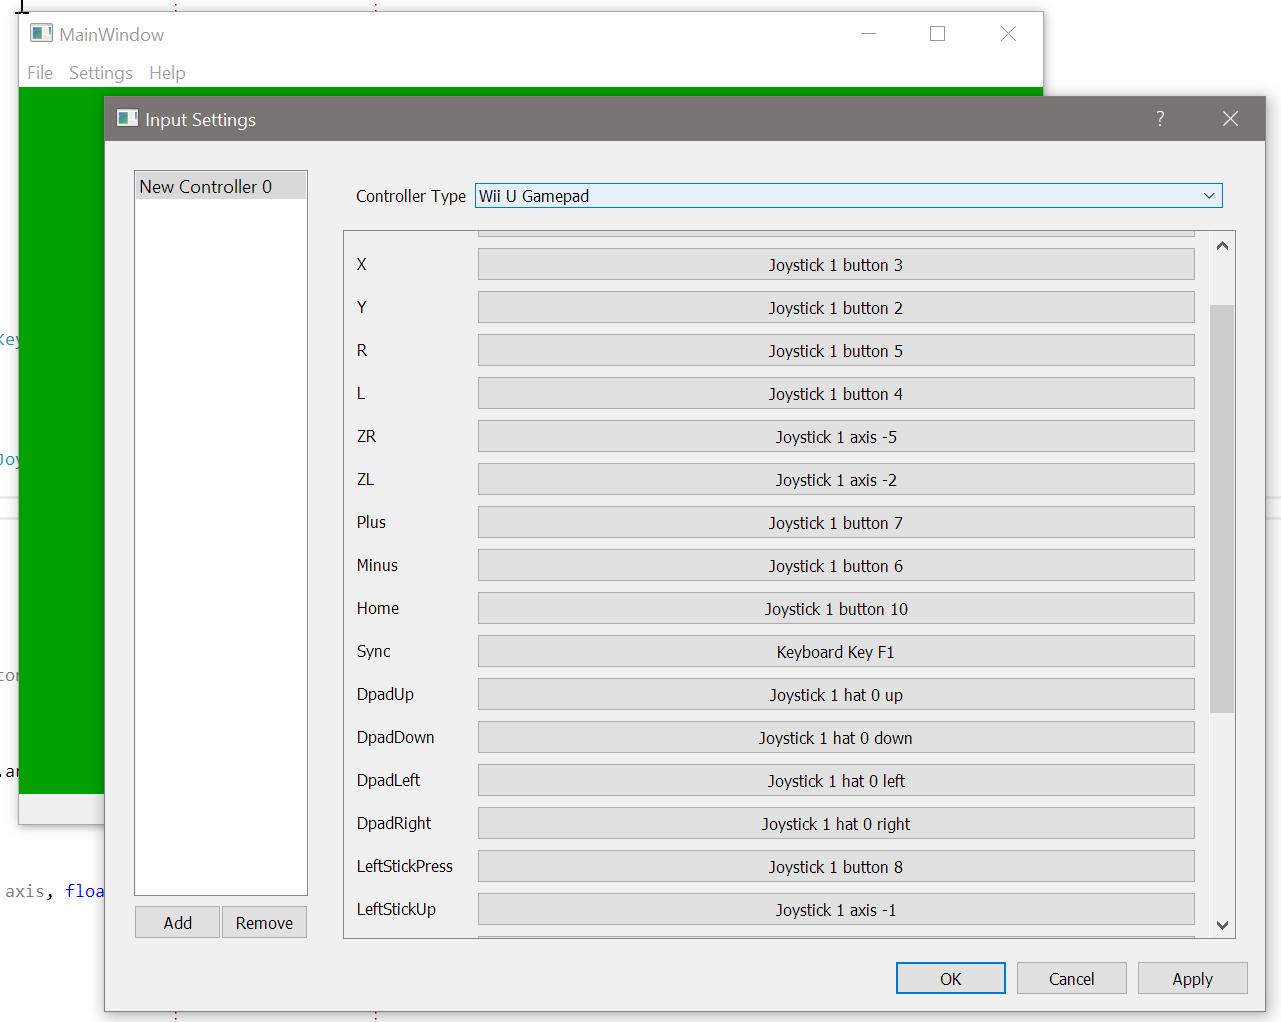 MainWindow
File Settings Help
Input Settings
New Controller 0
Controller Type Wii U Gamepad
X Joystick 1 button 3
Y Joystick 1 button 2
R Joystick 1 button 5
L Joystick 1 button 4
ZR Joystick 1 axis -5
ZL Joystick 1 axis -2
Plus Joystick 1 button 7
Minus Joystick 1 button 6
Home Joystick 1 button 10
Sync Keyboard Key F1
DpadUp Joystick 1 hat 0 up
DpadDown Joystick 1 hat 0 down
DpadLeft Joystick 1 hat 0 left
DpadRight Joystick 1 hat 0 right
LeftStickPress Joystick 1 button 8
LeftStickUp Joystick 1 axis -1
Add Remove
OK Cancel Apply
axis, floa